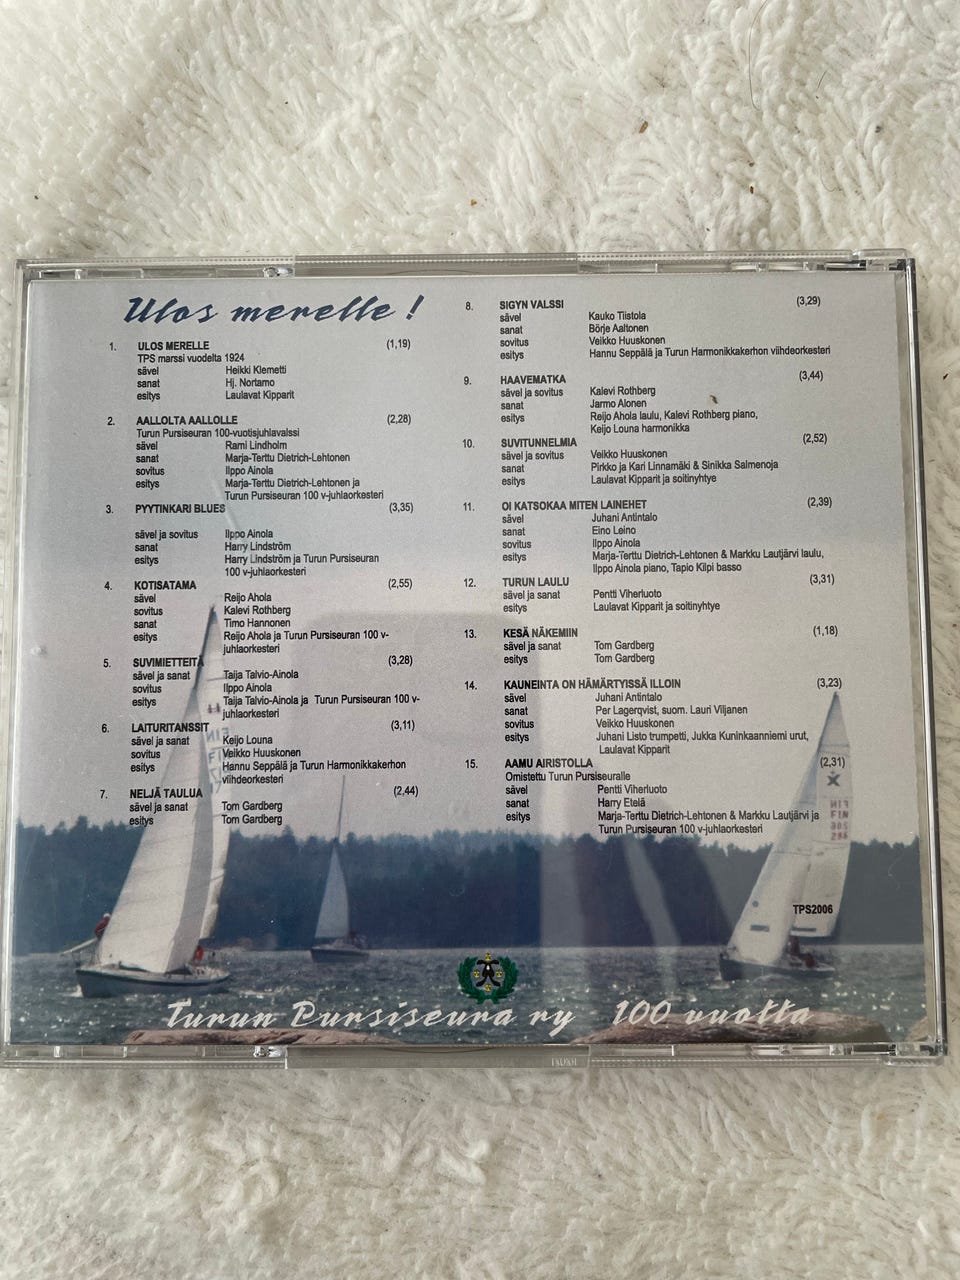 Ulos merelle !
1. ULOS MERELLE (1,19)
TPS marssi vuodelta 1924
sävel Heikki Klemetti
sanat Hj. Nortamo
esitys Laulavat Kipparit
2. AALLOLTA AALLOLLE (2,28)
Turun Pursiseuran 100-vuotisjuhlavalssi
sävel Rami Lindholm
sanat Marja-Terttu Dietrich-Lehtonen
sovitus Ilppo Ainola
esitys Marja-Terttu Dietrich-Lehtonen ja
Turun Pursiseuran 100 v-juhlaorkesteri
3. PYYTINKARI BLUES (3,35)
sävel ja sovitus Ilppo Ainola
sanat Harry Lindström
esitys Harry Lindström ja Turun Pursiseuran
100 v-juhlaorkesteri
4. KOTISATAMA (2,55)
sävel Reijo Ahola
sovitus Kalevi Rothberg
sanat Timo Hannonen
esitys Reijo Ahola ja Turun Pursiseuran 100 v-
juhlaorkesteri
5. SUVIMIETTEITÄ (3,28)
sävel ja sanat Taija Talvio-Ainola
sovitus Ilppo Ainola
esitys Taija Talvio-Ainola ja Turun Pursiseuran 100 v-
juhlaorkesteri
6. LAITURITANSSIT (3,11)
sävel ja sanat Keijo Louna
sovitus Veikko Huuskonen
esitys Hannu Seppälä ja Turun Harmonikkakerhon
viihdeorkesteri
7. NELJÄ TAULUA (2,44)
sävel ja sanat Tom Gardberg
esitys Tom Gardberg
8. SIGYN VALSSI (3,29)
sävel Kauko Tiistola
sanat Börje Aaltonen
sovitus Veikko Huuskonen
esitys Hannu Seppälä ja Turun Harmonikkakerhon viihdeorkesteri
9. HAAVEMATKA (3,44)
sävel ja sovitus Kalevi Rothberg
sanat Jarmo Alonen
esitys Reijo Ahola laulu, Kalevi Rothberg piano,
Keijo Louna harmonikka
10. SUVITUNNELMIA (2,52)
sävel ja sovitus Veikko Huuskonen
sanat Pirkko ja Kari Linnamäki & Sinikka Salmenoja
esitys Laulavat Kipparit ja soitinyhtye
11. OI KATSOKAA MITEN LAINEHET (2,39)
sävel Juhani Antintalo
sanat Eino Leino
sovitus Ilppo Ainola
esitys Marja-Terttu Dietrich-Lehtonen & Markku Lautjärvi laulu,
Ilppo Ainola piano, Tapio Kilpi basso
12. TURUN LAULU (3,31)
sävel ja sanat Pentti Viherluoto
esitys Laulavat Kipparit ja soitinyhtye
13. KESÄ NÄKEMIIN (1,18)
sävel ja sanat Tom Gardberg
esitys Tom Gardberg
14. KAUNEINTA ON HÄMÄRTYISSÄ ILLOIN (3,23)
sävel Juhani Antintalo
sanat Per Lagerqvist, suom. Lauri Viljanen
sovitus Veikko Huuskonen
esitys Juhani Listo trumpetti, Jukka Kuninkaanniemi urut,
Laulavat Kipparit
15. AAMU AIRISTOLLA (2,31)
Omistettu Turun Pursiseuralle
sävel Pentti Viherluoto
sanat Harry Etelä
esitys Marja-Terttu Dietrich-Lehtonen & Markku Lautjärvi ja
Turun Pursiseuran 100 v-juhlaorkesteri
FIN
TPS2006
Turun Pursiseura ry 100 vuotta